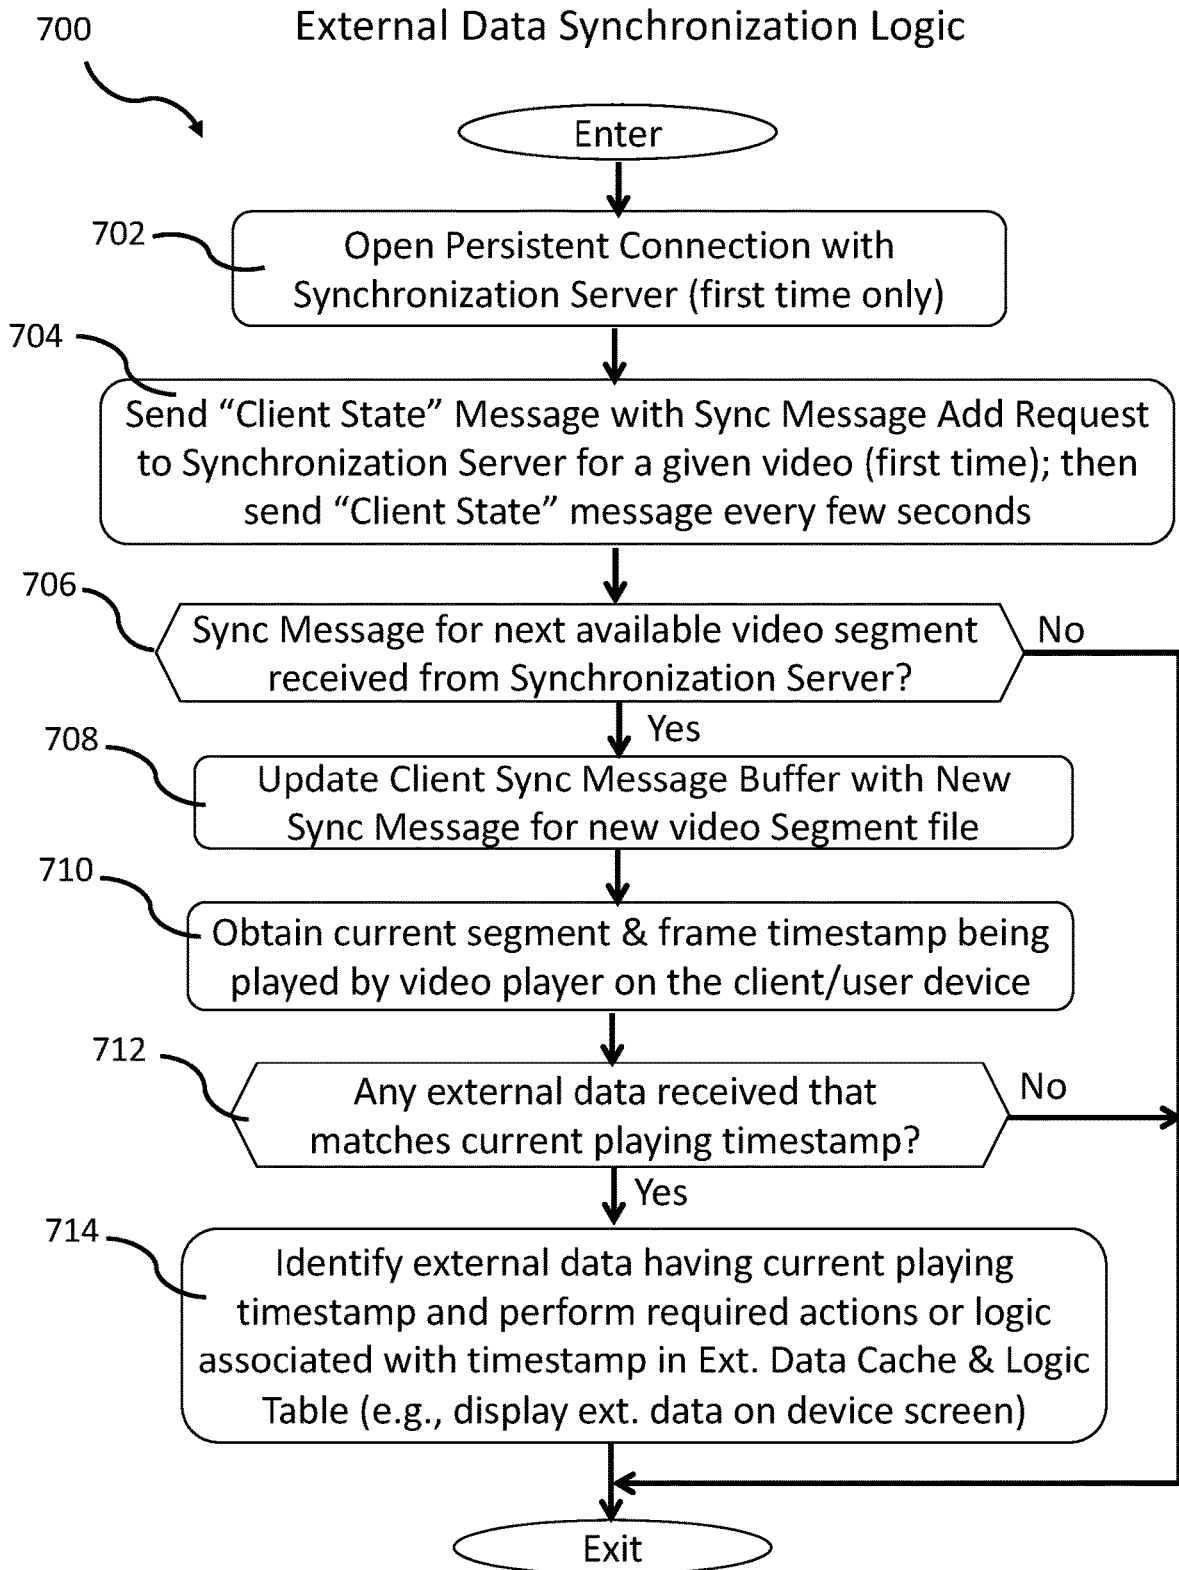 700
External Data Synchronization Logic
Enter
702
Open Persistent Connection with
Synchronization Server (first time only)
704
Send “Client State” Message with Sync Message Add Request
to Synchronization Server for a given video (first time); then
send “Client State” message every few seconds
706
Sync Message for next available video segment
received from Synchronization Server?
No
Yes
708
Update Client Sync Message Buffer with New
Sync Message for new video Segment file
710
Obtain current segment & frame timestamp being
played by video player on the client/user device
712
Any external data received that
matches current playing timestamp?
No
Yes
714
Identify external data having current playing
timestamp and perform required actions or logic
associated with timestamp in Ext. Data Cache & Logic
Table (e.g., display ext. data on device screen)
Exit